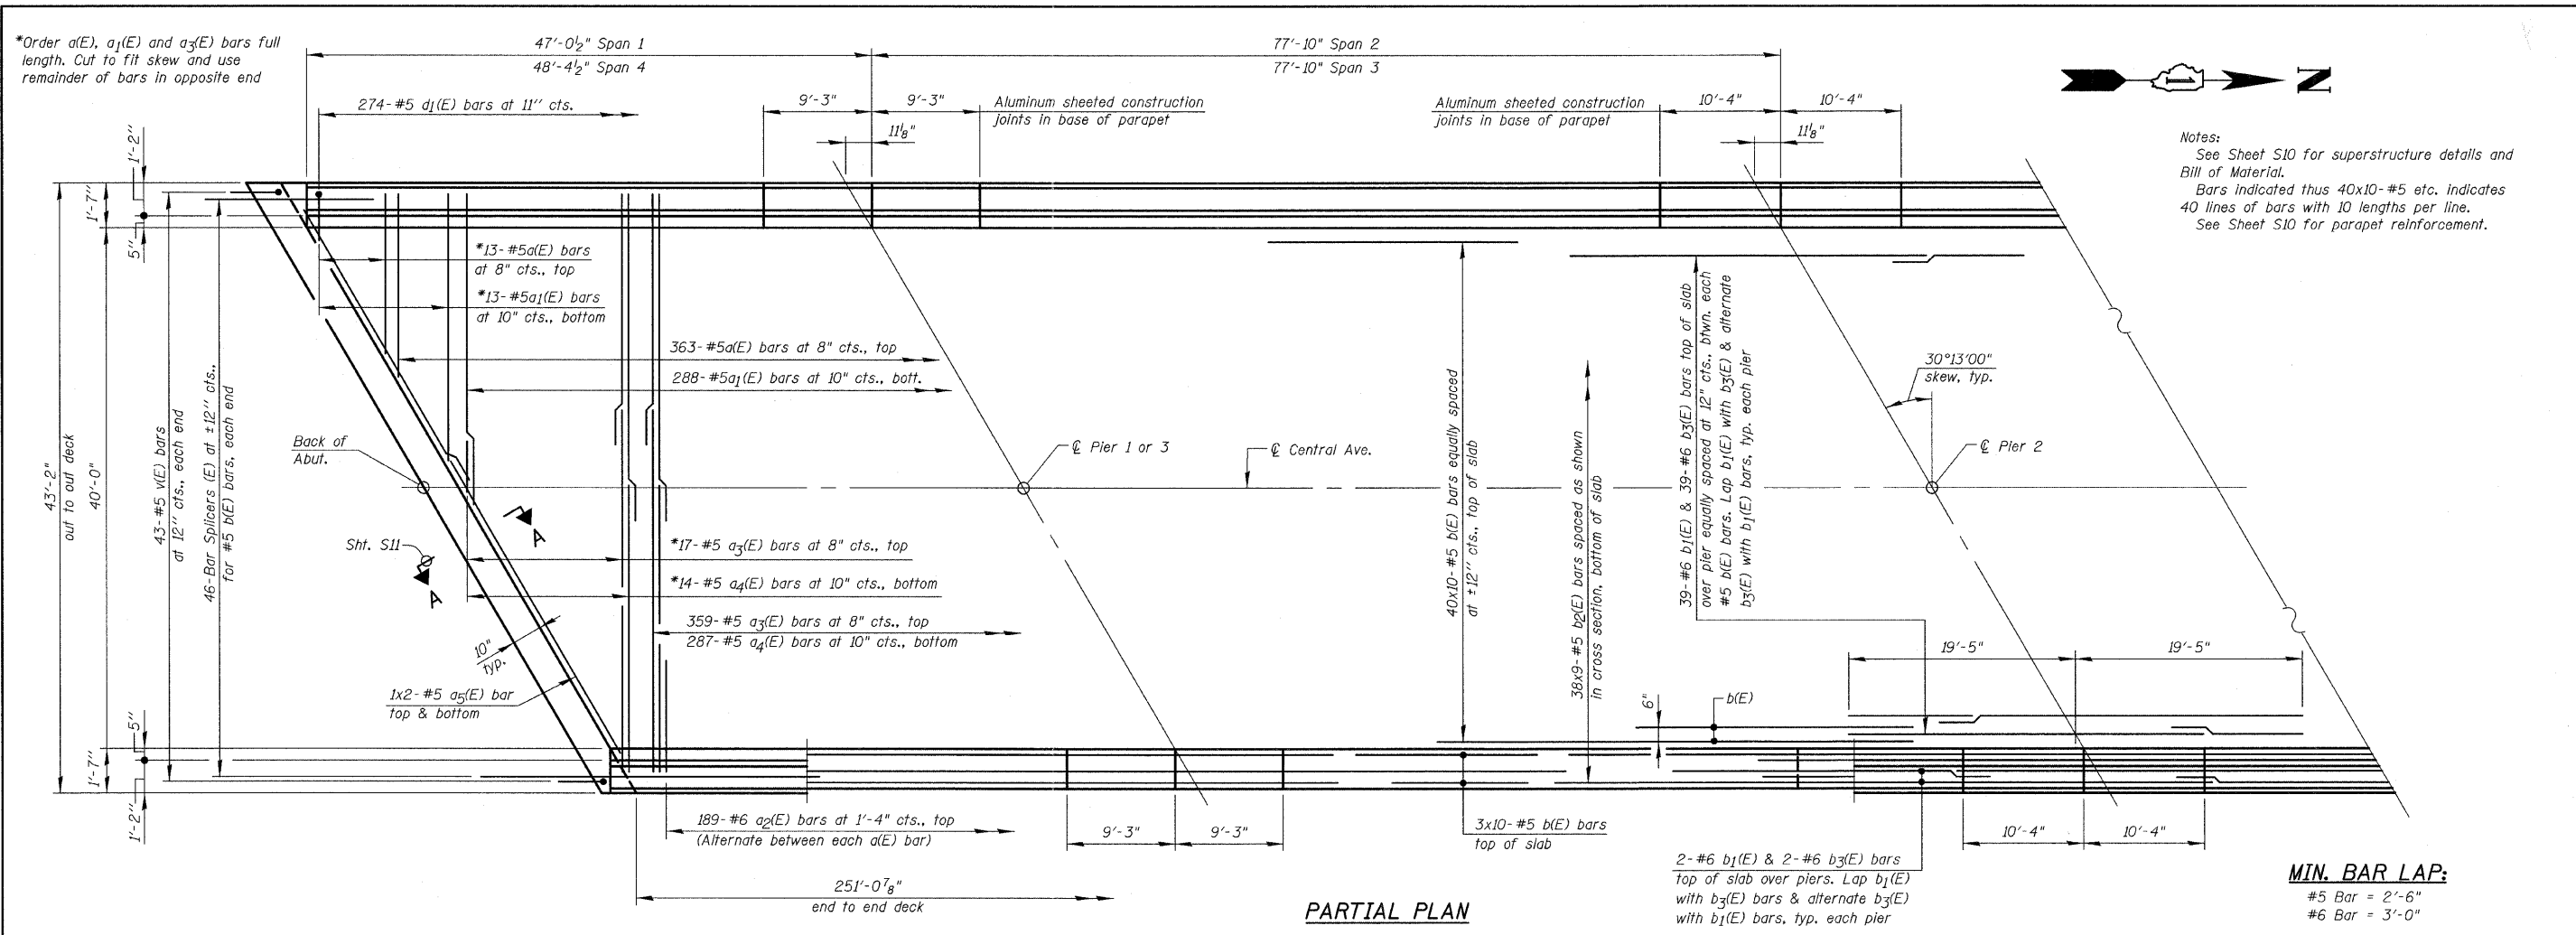 *Order a(E), a1(E) and a3(E) bars full
length. Cut to fit skew and use
remainder of bars in opposite end
47'-0½" Span 1
48'-4½" Span 4
77'-10" Span 2
77'-10" Span 3
274-#5 d1(E) bars at 11" cts.
9'-3"
9'-3"
Aluminum sheeted construction
joints in base of parapet
Aluminum sheeted construction
joints in base of parapet
10'-4"
10'-4"
11⅛"
11⅛"
N
Notes:
See Sheet S10 for superstructure details and
Bill of Material.
Bars indicated thus 40x10-#5 etc. indicates
40 lines of bars with 10 lengths per line.
See Sheet S10 for parapet reinforcement.
1'-2"
1'-7"
5"
*13-#5a(E) bars
at 8" cts., top
*13-#5a1(E) bars
at 10" cts., bottom
363-#5a(E) bars at 8" cts., top
288-#5a1(E) bars at 10" cts., bott.
43'-2"
out to out deck
40'-0"
43-#5 v(E) bars
at 12" cts., each end
46-Bar Splicers (E) at ±12" cts.,
for #5 b(E) bars, each end
Back of
Abut.
℄ Pier 1 or 3
℄ Central Ave.
40x10-#5 b(E) bars equally spaced
at ±12" cts., top of slab
38x9-#5 b2(E) bars spaced as shown
in cross section, bottom of slab
39-#6 b1(E) & 39-#6 b3(E) bars top of slab
over pier equally spaced at 12" cts., btwn. each
#5 b(E) bars. Lap b1(E) with b3(E) & alternate
b3(E) with b1(E) bars, typ. each pier
30°13'00"
skew, typ.
℄ Pier 2
Sht. S11
A
A
*17-#5 a3(E) bars at 8" cts., top
*14-#5 a4(E) bars at 10" cts., bottom
359-#5 a3(E) bars at 8" cts., top
287-#5 a4(E) bars at 10" cts., bottom
10"
typ.
1x2-#5 a5(E) bar
top & bottom
6"
b(E)
19'-5"
19'-5"
5"
1'-7"
1'-2"
189-#6 a2(E) bars at 1'-4" cts., top
(Alternate between each a(E) bar)
9'-3"
9'-3"
3x10-#5 b(E) bars
top of slab
10'-4"
10'-4"
2-#6 b1(E) & 2-#6 b3(E) bars
top of slab over piers. Lap b1(E)
with b3(E) bars & alternate b3(E)
with b1(E) bars, typ. each pier
251'-0⅞"
end to end deck
PARTIAL PLAN
MIN. BAR LAP:
#5 Bar = 2'-6"
#6 Bar = 3'-0"